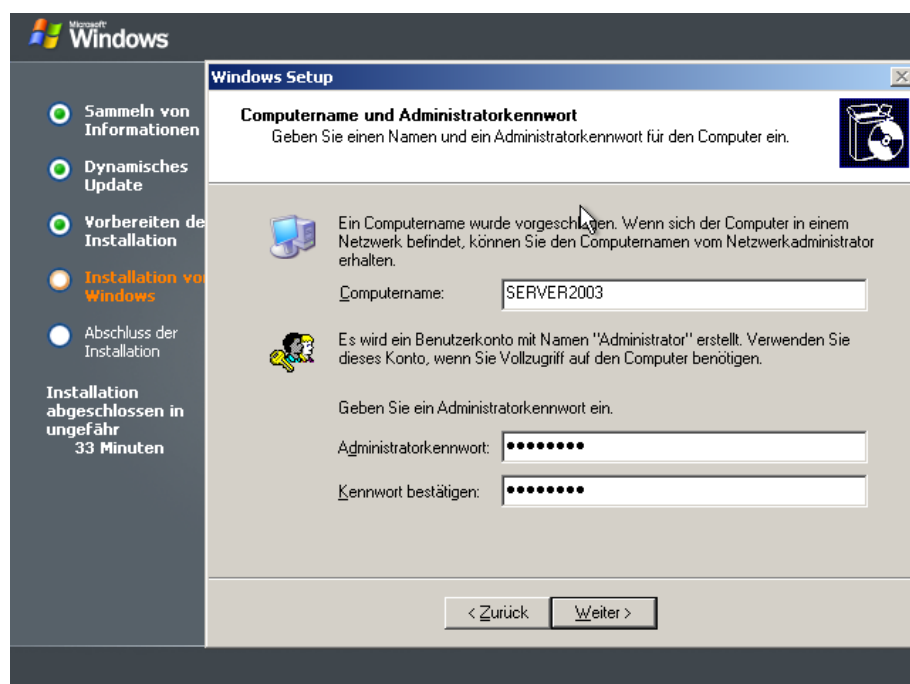 Microsoft
Windows
Sammeln von
Informationen
Dynamisches
Update
Vorbereiten de
Installation
Installation vo
Windows
Abschluss der
Installation
Installation
abgeschlossen in
ungefähr
33 Minuten
Windows Setup
Computername und Administratorkennwort
Geben Sie einen Namen und ein Administratorkennwort für den Computer ein.
Ein Computername wurde vorgeschlagen. Wenn sich der Computer in einem
Netzwerk befindet, können Sie den Computernamen vom Netzwerkadministrator
erhalten.
Computername: SERVER2003
Es wird ein Benutzerkonto mit Namen "Administrator" erstellt. Verwenden Sie
dieses Konto, wenn Sie Vollzugriff auf den Computer benötigen.
Geben Sie ein Administratorkennwort ein.
Administratorkennwort: ●●●●●●●●
Kennwort bestätigen: ●●●●●●●●
< Zurück Weiter >